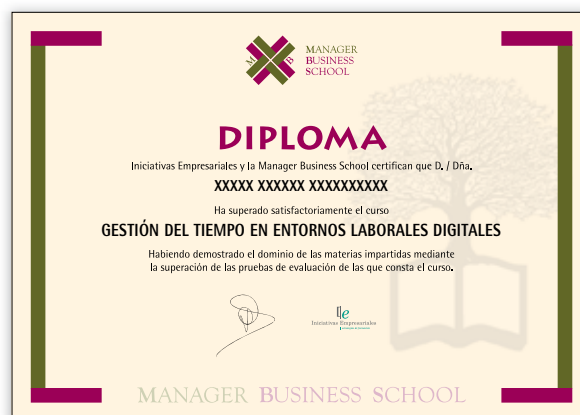 MANAGER
BUSINESS
SCHOOL
M B
DIPLOMA
Iniciativas Empresariales y la Manager Business School certifican que D. / Dña.
XXXXX XXXXXX XXXXXXXXXX
Ha superado satisfactoriamente el curso
GESTIÓN DEL TIEMPO EN ENTORNOS LABORALES DIGITALES
Habiendo demostrado el dominio de las materias impartidas mediante
la superación de las pruebas de evaluación de las que consta el curso.
Ile
Iniciativas Empresariales
MANAGER BUSINESS SCHOOL